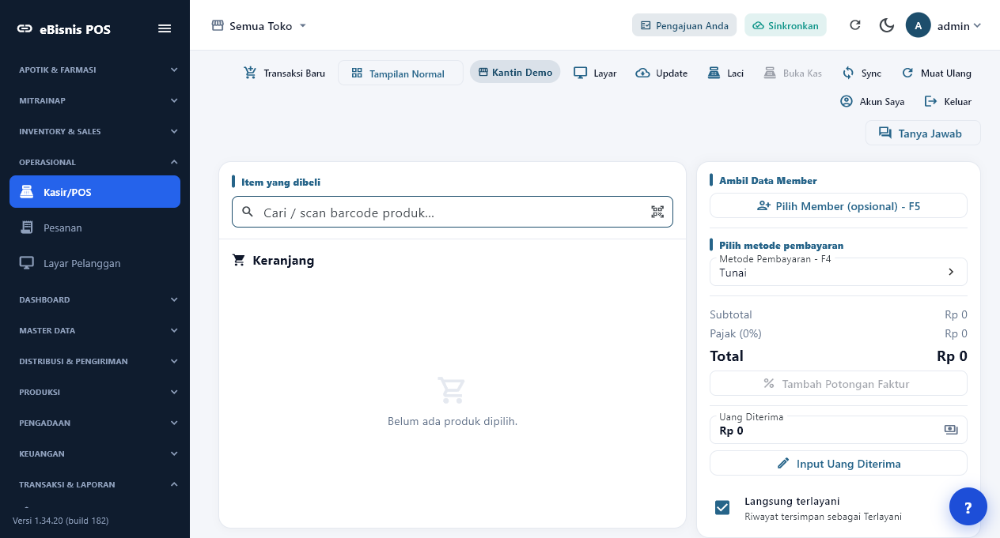 eBisnis POS
APOTIK & FARMASI
MITRAINAP
INVENTORY & SALES
OPERASIONAL
Kasir/POS
Pesanan
Layar Pelanggan
DASHBOARD
MASTER DATA
DISTRIBUSI & PENGIRIMAN
PRODUKSI
PENGADAAN
KEUANGAN
TRANSAKSI & LAPORAN
Versi 1.34.20 (build 182)
Semua Toko
Pengajuan Anda
Sinkronkan
A
admin
Transaksi Baru
Tampilan Normal
Kantin Demo
Layar
Update
Laci
Buka Kas
Sync
Muat Ulang
Akun Saya
Keluar
Tanya Jawab
Item yang dibeli
Cari / scan barcode produk...
Keranjang
Belum ada produk dipilih.
Ambil Data Member
Pilih Member (opsional) - F5
Pilih metode pembayaran
Metode Pembayaran - F4
Tunai
Subtotal Rp 0
Pajak (0%) Rp 0
Total Rp 0
% Tambah Potongan Faktur
Uang Diterima
Rp 0
Input Uang Diterima
Langsung terlayani
Riwayat tersimpan sebagai Terlayani
?